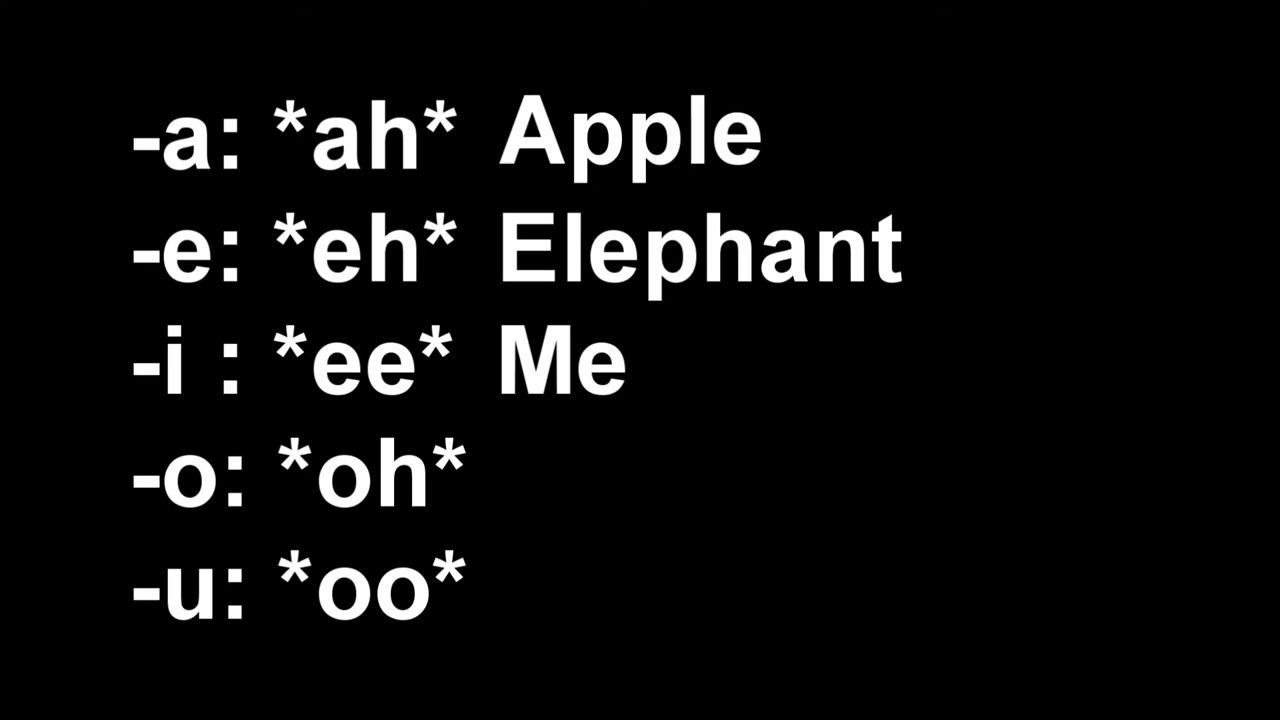 -a: *ah* Apple
-e: *eh* Elephant
-i : *ee* Me
-o: *oh*
-u: *oo*